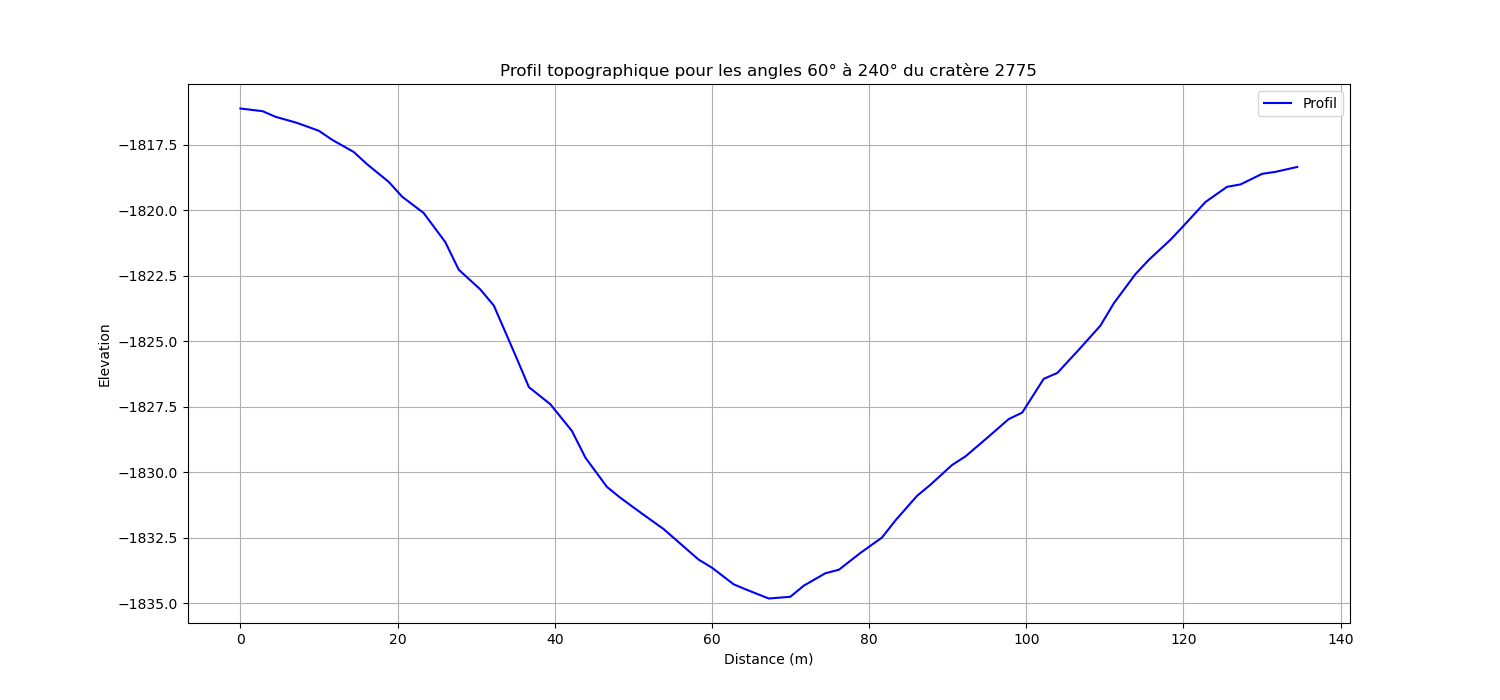 Profil topographique pour les angles 60° à 240° du cratère 2775
Profil
Elevation
−1817.5
−1820.0
−1822.5
−1825.0
−1827.5
−1830.0
−1832.5
−1835.0
0 20 40 60 80 100 120 140
Distance (m)